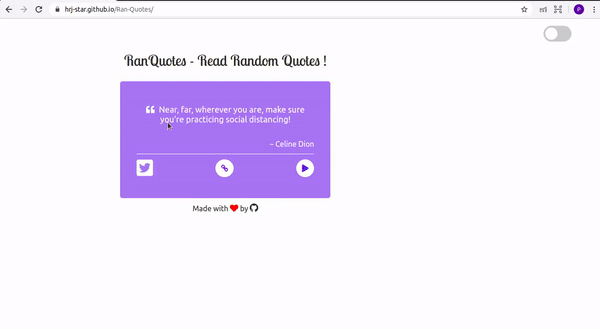 hrj-star.github.io/Ran-Quotes/
RanQuotes - Read Random Quotes !
Near, far, wherever you are, make sure
you're practicing social distancing!
– Celine Dion
Made with by